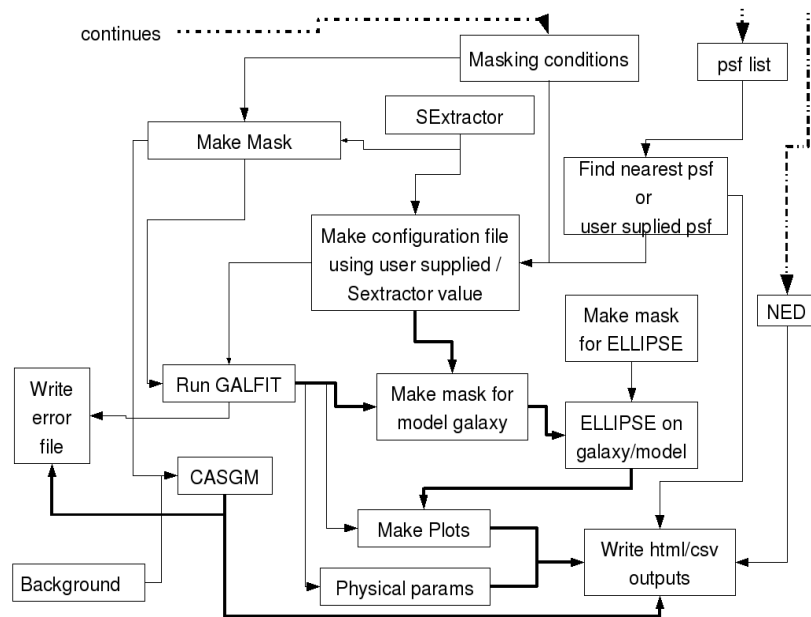 continues
Masking conditions
psf list
SExtractor
Make Mask
Find nearest psf
or
user suplied psf
Make configuration file
using user supplied /
Sextractor value
NED
Make mask
for ELLIPSE
Write
error
file
Run GALFIT
Make mask for
model galaxy
ELLIPSE on
galaxy/model
CASGM
Make Plots
Write html/csv
outputs
Background
Physical params